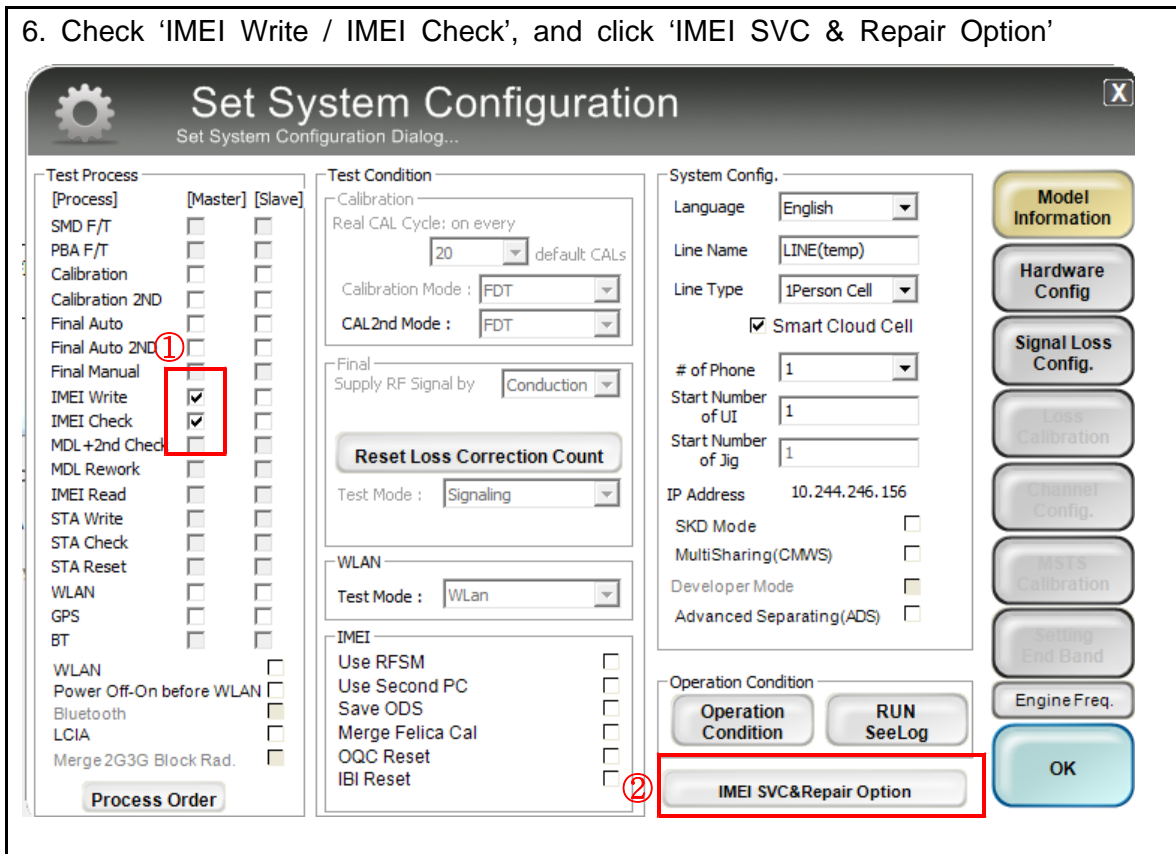 6. Check ‘IMEI Write / IMEI Check’, and click ‘IMEI SVC & Repair Option’
Set System Configuration
X
Set System Configuration Dialog...
Test Process
[Process] [Master] [Slave]
SMD F/T
PBA F/T
Calibration
Calibration 2ND
Final Auto
Final Auto 2ND
①
Final Manual
IMEI Write
IMEI Check
MDL+2nd Check
MDL Rework
IMEI Read
STA Write
STA Check
STA Reset
WLAN
GPS
BT
WLAN
Power Off-On before WLAN
Bluetooth
LCIA
Merge 2G3G Block Rad.
Process Order
Test Condition
Calibration
Real CAL Cycle: on every
20 default CALs
Calibration Mode : FDT
CAL2nd Mode : FDT
Final
Supply RF Signal by Conduction
Reset Loss Correction Count
Test Mode : Signaling
WLAN
Test Mode : WLan
IMEI
Use RFSM
Use Second PC
Save ODS
Merge Felica Cal
OQC Reset
IBI Reset
System Config.
Language English
Line Name LINE(temp)
Line Type 1Person Cell
Smart Cloud Cell
# of Phone 1
Start Number
of UI 1
Start Number
of Jig 1
IP Address 10.244.246.156
SKD Mode
MultiSharing(CMWS)
Developer Mode
Advanced Separating(ADS)
Operation Condition
Operation
Condition
RUN
SeeLog
②
IMEI SVC&Repair Option
Model
Information
Hardware
Config
Signal Loss
Config.
Loss
Calibration
Channel
Config.
MSTS
Calibration
Setting
End Band
Engine Freq.
OK